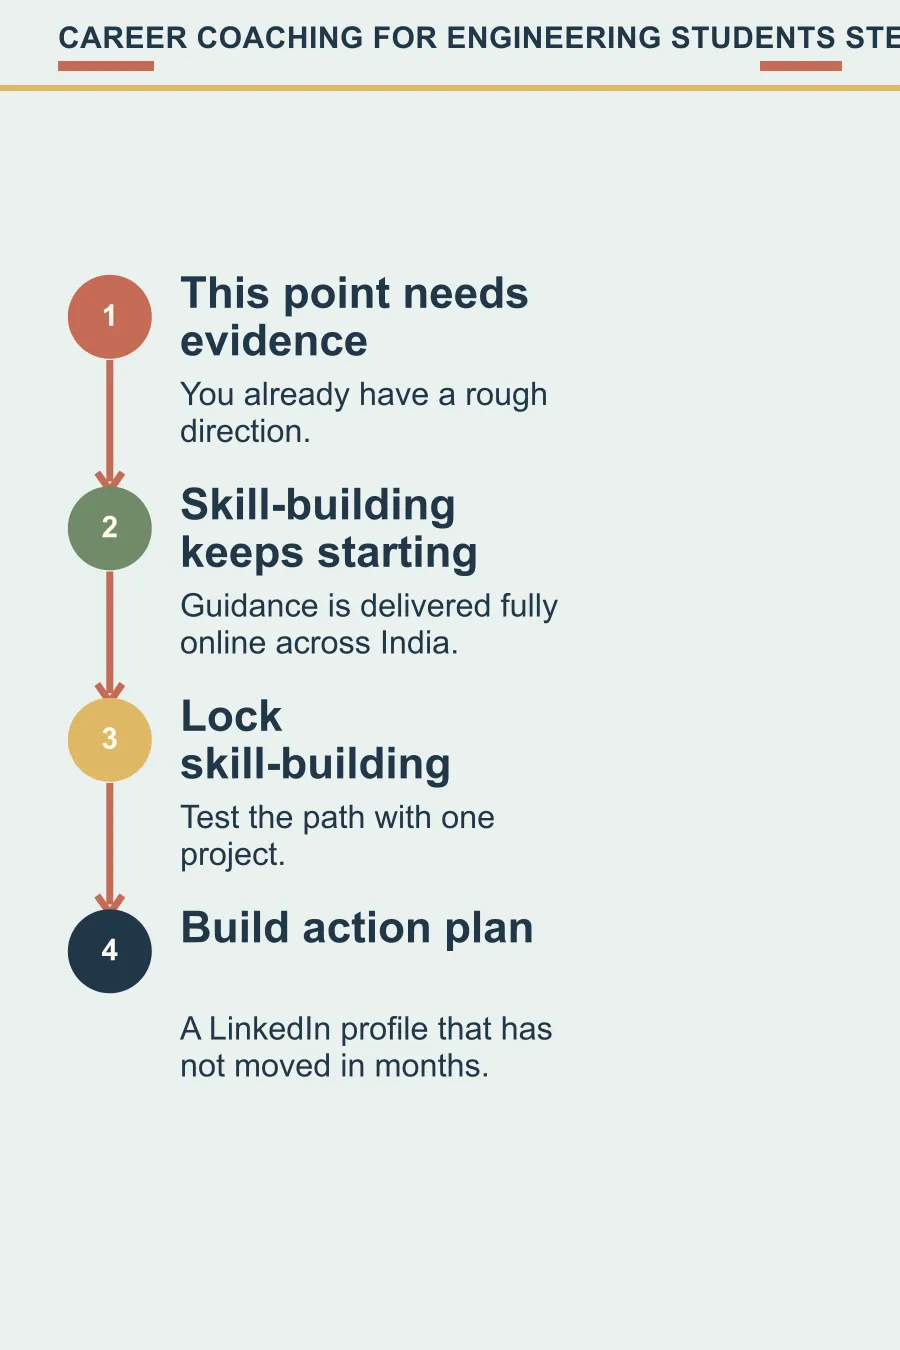 CAREER COACHING FOR ENGINEERING STUDENTS STE
1
This point needs
evidence
You already have a rough
direction.
2
Skill-building
keeps starting
Guidance is delivered fully
online across India.
3
Lock
skill-building
Test the path with one
project.
4
Build action plan
A LinkedIn profile that has
not moved in months.